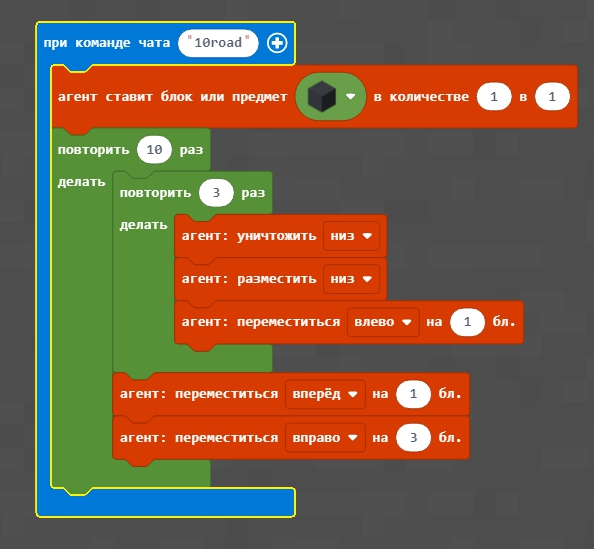 при команде чата "10road"
агент ставит блок или предмет в количестве 1 в 1
повторить 10 раз
делать
повторить 3 раз
делать
агент: уничтожить низ
агент: разместить низ
агент: переместиться влево на 1 бл.
агент: переместиться вперёд на 1 бл.
агент: переместиться вправо на 3 бл.